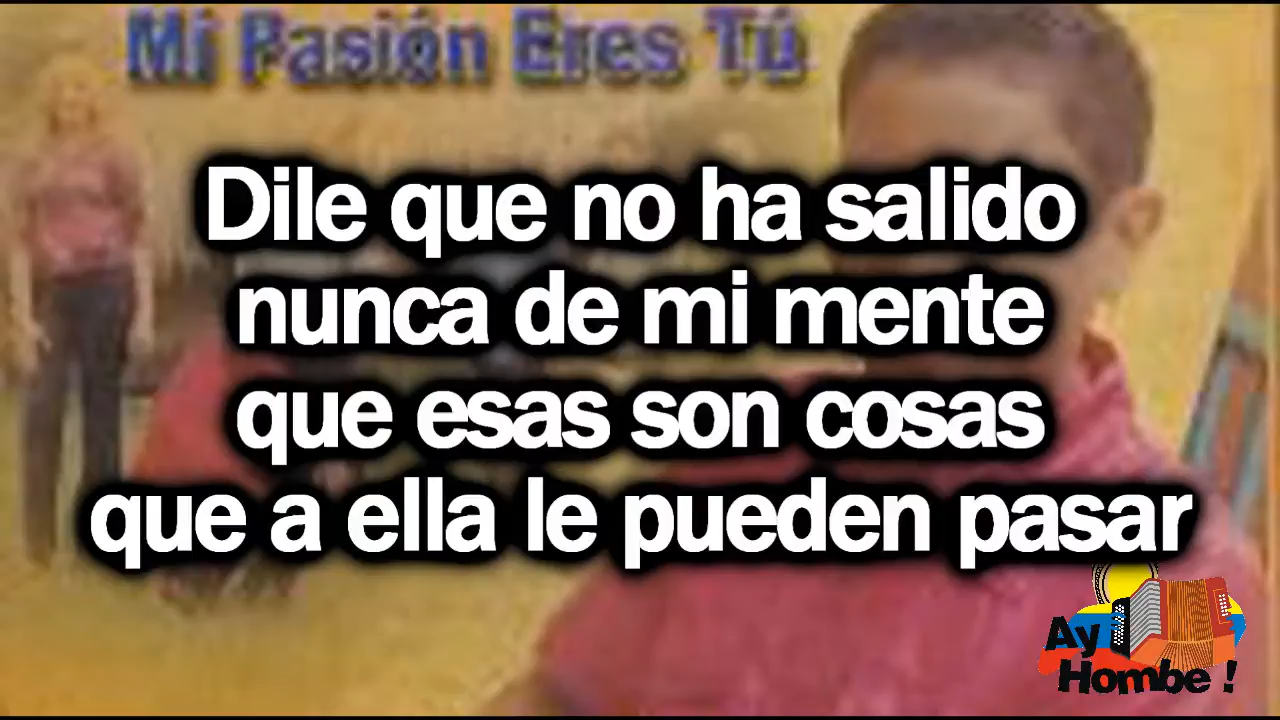 Mi Pasión Eres Tú
Dile que no ha salido
nunca de mi mente
que esas son cosas
que a ella le pueden pasar
Ay
Hombe !